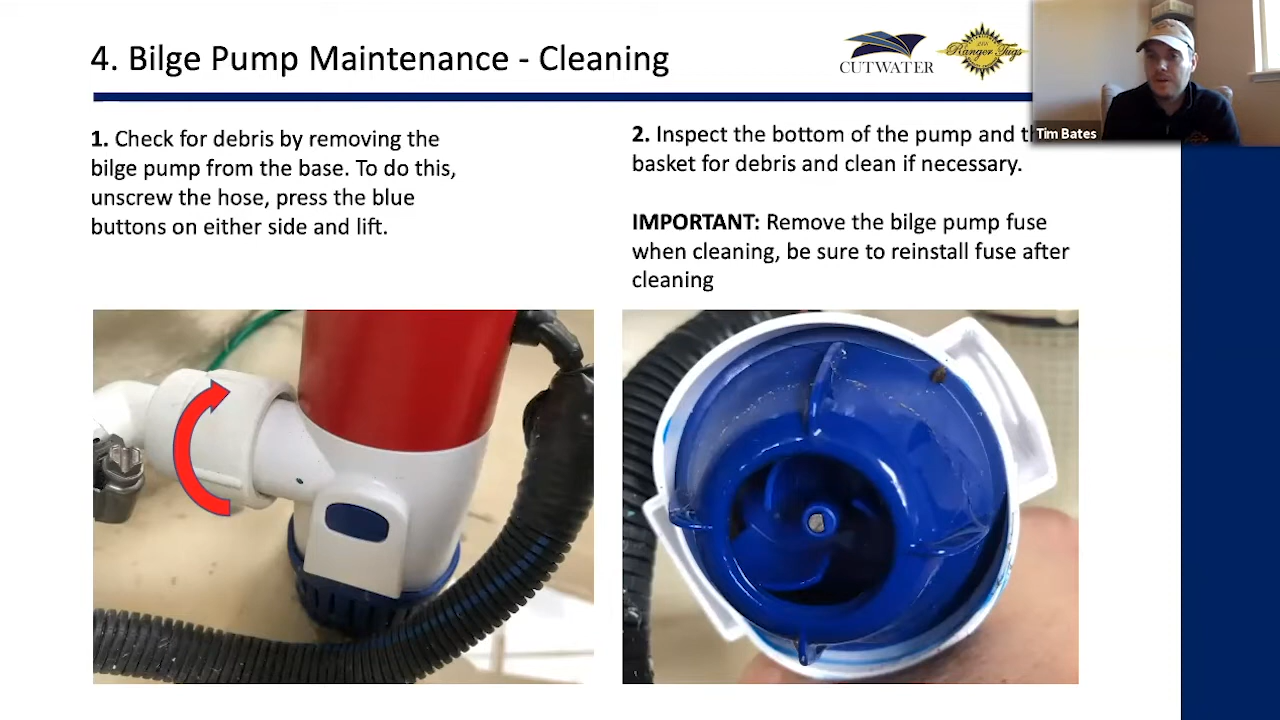 4. Bilge Pump Maintenance - Cleaning
CUTWATER
Ranger Tugs
Tim Bates
1. Check for debris by removing the
bilge pump from the base. To do this,
unscrew the hose, press the blue
buttons on either side and lift.
2. Inspect the bottom of the pump and
basket for debris and clean if necessary.
IMPORTANT: Remove the bilge pump fuse
when cleaning, be sure to reinstall fuse after
cleaning